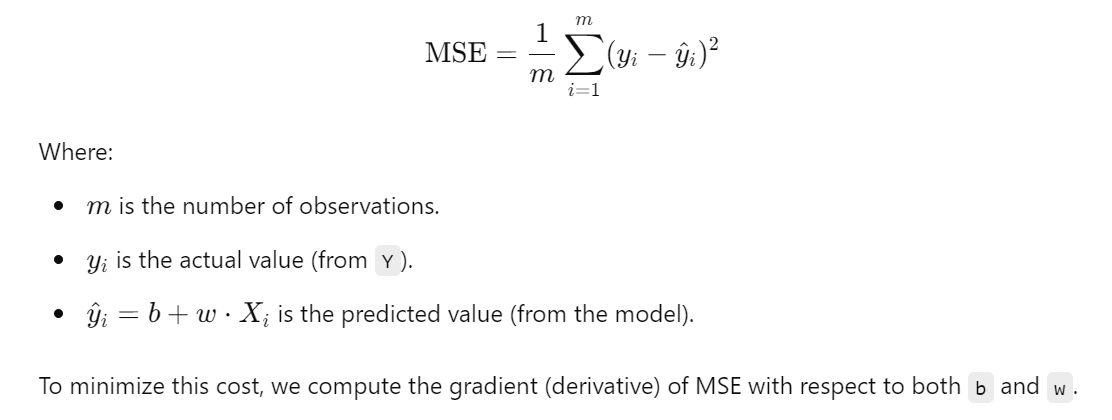 MSE = \frac{1}{m} \sum_{i=1}^{m} (y_i - \hat{y}_i)^2
Where:
• m is the number of observations.
• y_i is the actual value (from Y ).
• \hat{y}_i = b + w · X_i is the predicted value (from the model).
To minimize this cost, we compute the gradient (derivative) of MSE with respect to both b and w .